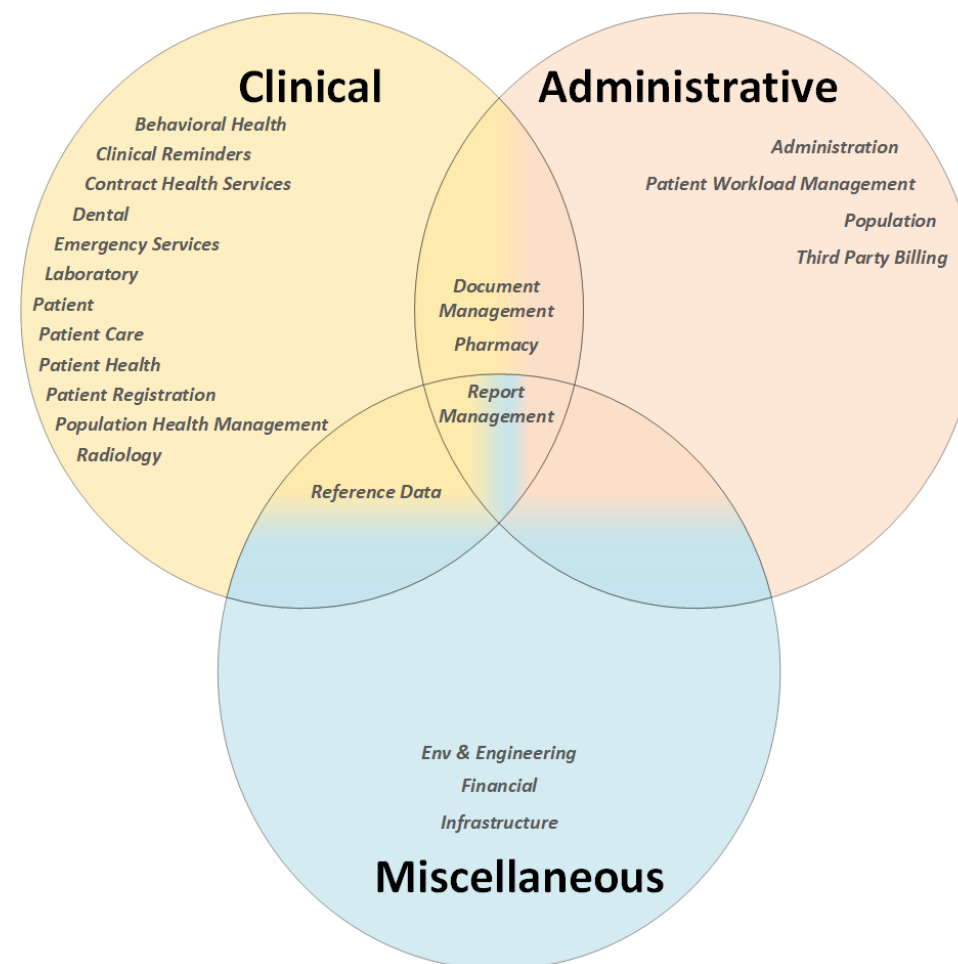 Clinical
Behavioral Health
Clinical Reminders
Contract Health Services
Dental
Emergency Services
Laboratory
Patient
Patient Care
Patient Health
Patient Registration
Population Health Management
Radiology
Administrative
Administration
Patient Workload Management
Population
Third Party Billing
Document
Management
Pharmacy
Report
Management
Reference Data
Env & Engineering
Financial
Infrastructure
Miscellaneous